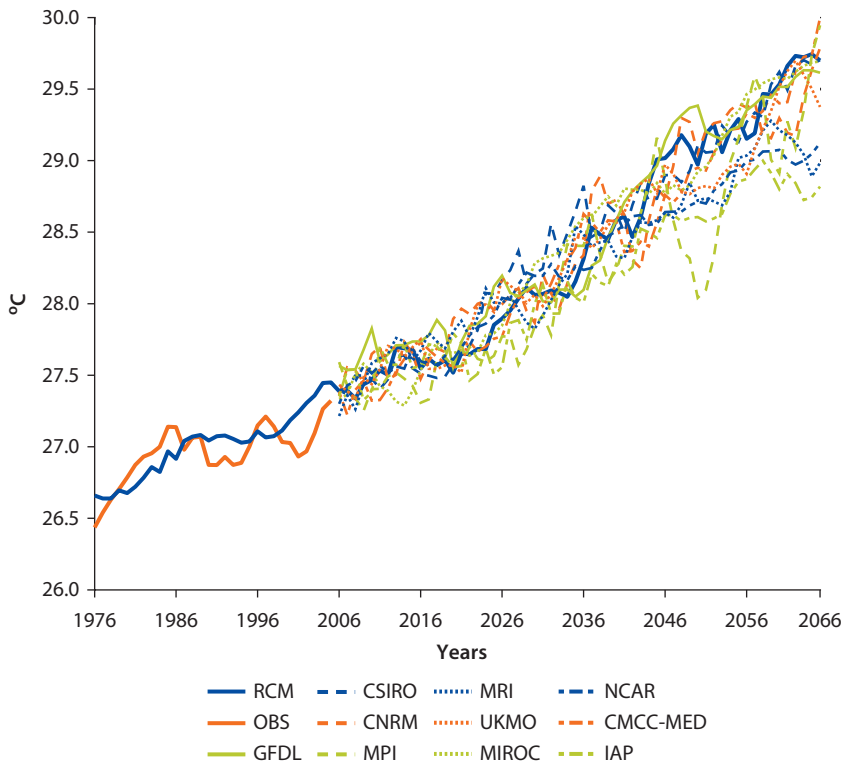 30.0
29.5
29.0
28.5
28.0
27.5
27.0
26.5
26.0
°C
1976 1986 1996 2006 2016 2026 2036 2046 2056 2066
Years
RCM CSIRO MRI NCAR
OBS CNRM UKMO CMCC-MED
GFDL MPI MIROC IAP